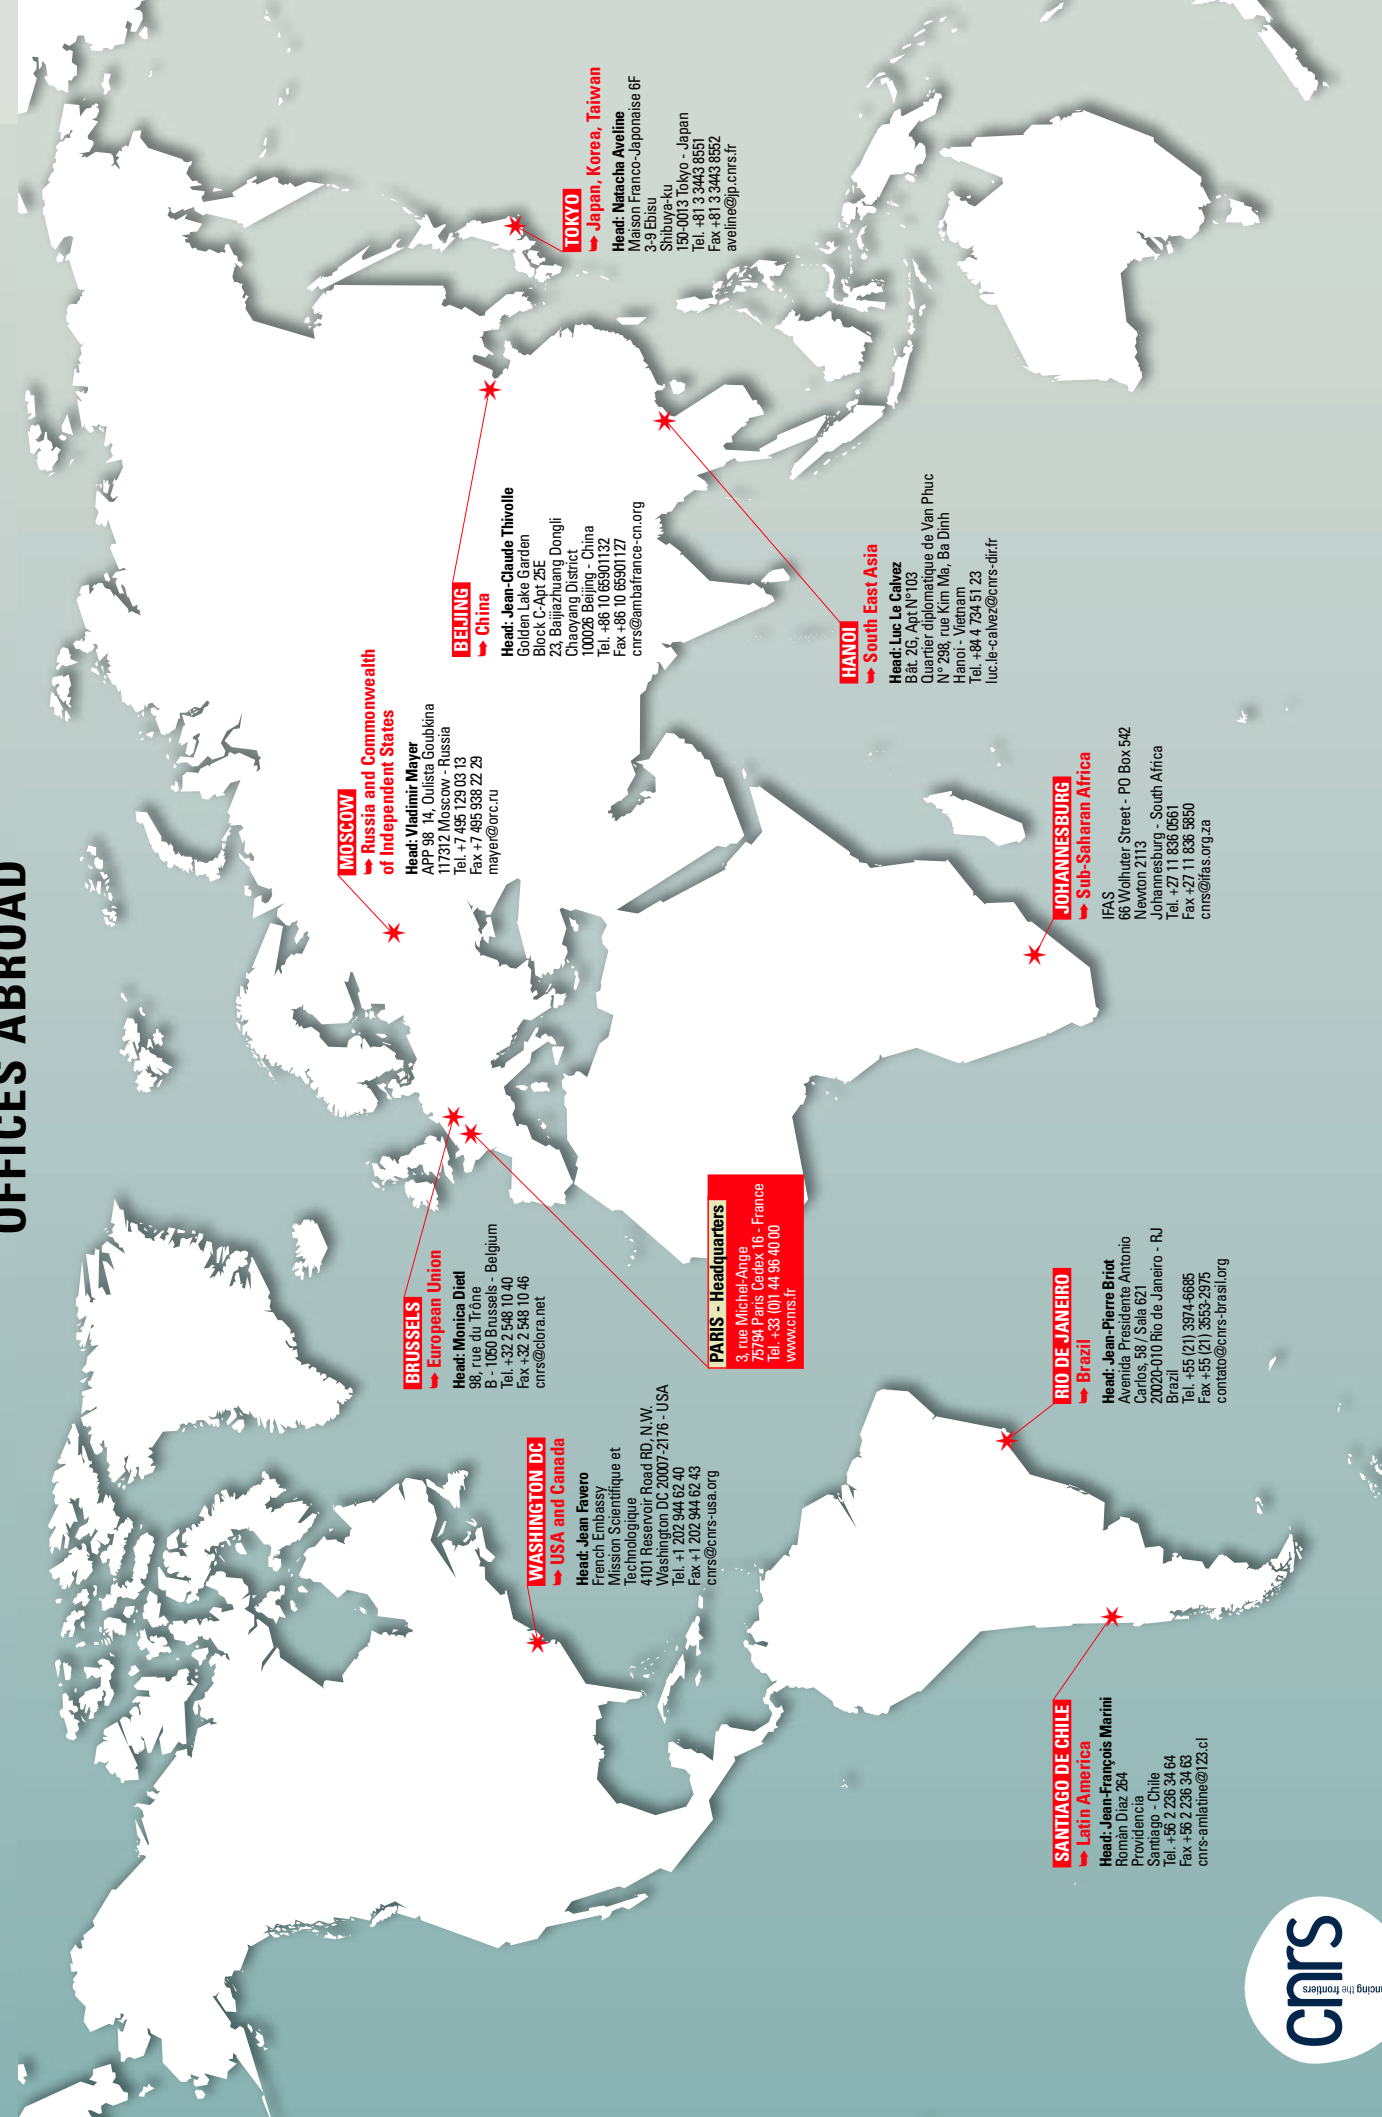 OFFICES ABROAD
MOSCOW
Russia and Commonwealth
of Independent States
Head: Vladimir Mayer
APP 98 14, Oulista Goubkina
117312 Moscow - Russia
Tel. +7 495 129 03 13
Fax +7 495 938 22 29
mayer@orc.ru
BRUSSELS
European Union
Head: Monica Dietl
98, rue du Trône
B - 1050 Brussels - Belgium
Tel. +32 2 548 10 40
Fax +32 2 548 10 46
cnrs@clora.net
BEIJING
China
Head: Jean-Claude Thivolle
Golden Lake Garden
Block C-Apt 25E
23, Baijiazhuang Dongli
Chaoyang District
100026 Beijing - China
Tel. +86 10 65901132
Fax +86 10 65901127
cnrs@ambafrance-cn.org
WASHINGTON DC
USA and Canada
Head: Jean Favero
French Embassy
Mission Scientifique et
Technologique
4101 Reservoir Road RD, N.W.
Washington DC 20007-2176 - USA
Tel. +1 202 944 62 40
Fax +1 202 944 62 43
cnrs@cnrs-usa.org
TOKYO
Japan, Korea, Taiwan
Head: Natacha Aveline
Maison Franco-Japonaise 6F
3-9 Ebisu
Shibuya-ku
150-0013 Tokyo - Japan
Tel. +81 3 3443 8551
Fax +81 3 3443 8552
aveline@jp.cnrs.fr
PARIS - Headquarters
3, rue Michel-Ange
75794 Paris Cedex 16 - France
Tel. +33 (0)1 44 96 40 00
www.cnrs.fr
HANOI
South East Asia
Head: Luc Le Calvez
Bât. 2G, Apt N°103
Quartier diplomatique de Van Phuc
N° 298, rue Kim Ma, Ba Dinh
Hanoi - Vietnam
Tel. +84 4 734 51 23
luc.le-calvez@cnrs-dir.fr
SANTIAGO DE CHILE
Latin America
Head: Jean-François Marini
Romàn Diaz 264
Providencia
Santiago - Chile
Tel. +56 2 236 34 64
Fax +56 2 236 34 63
cnrs-amlatine@123.cl
RIO DE JANEIRO
Brazil
Head: Jean-Pierre Briot
Avenida Presidente Antonio
Carlos, 58 / Sala 621
20020-010 Rio de Janeiro - RJ
Brazil
Tel. +55 (21) 3974-6685
Fax +55 (21) 3553-2975
contato@cnrs-brasil.org
JOHANNESBURG
Sub-Saharan Africa
IFAS
66 Wolhuter Street - PO Box 542
Newton 2113
Johannesburg - South Africa
Tel. +27 11 836 0561
Fax +27 11 836 5850
cnrs@ifas.org.za
cnrs
the frontiers